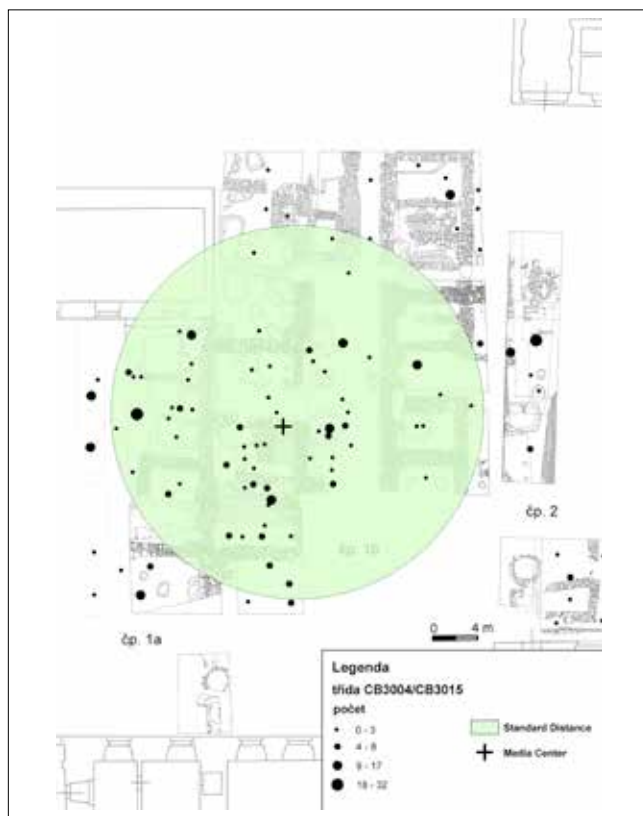 čp. 2
čp. 1b
čp. 1a
0 4 m
Legenda
třída CB3004/CB3015
počet
0 - 3
4 - 8
9 - 17
18 - 32
Standard Distance
Media Center